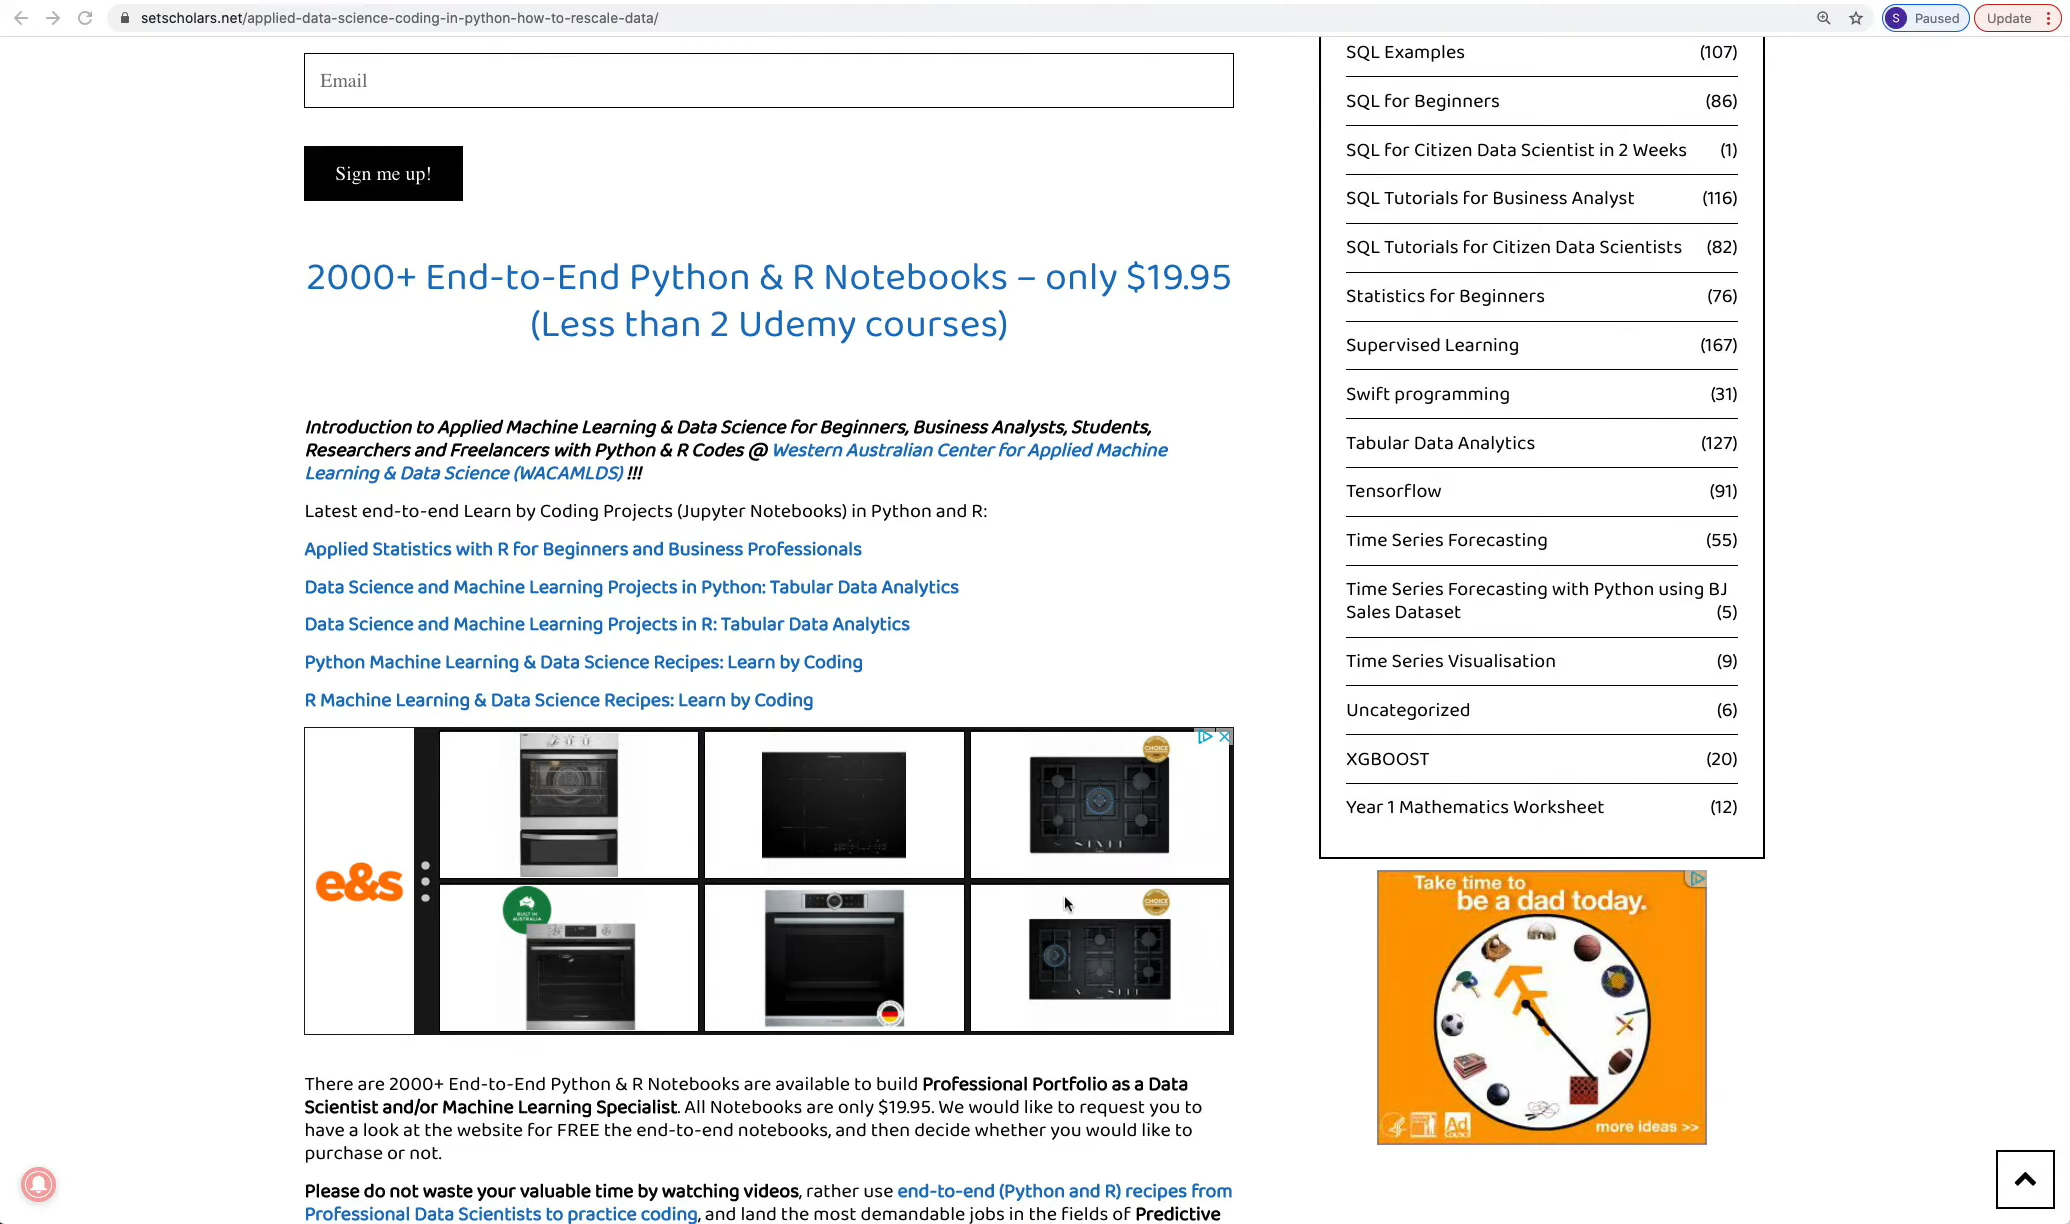 setscholars.net/applied-data-science-coding-in-python-how-to-rescale-data/
S
Paused
Update
Email
Sign me up!
2000+ End-to-End Python & R Notebooks – only $19.95
(Less than 2 Udemy courses)
Introduction to Applied Machine Learning & Data Science for Beginners, Business Analysts, Students,
Researchers and Freelancers with Python & R Codes @ Western Australian Center for Applied Machine
Learning & Data Science (WACAMLDS) !!!
Latest end-to-end Learn by Coding Projects (Jupyter Notebooks) in Python and R:
Applied Statistics with R for Beginners and Business Professionals
Data Science and Machine Learning Projects in Python: Tabular Data Analytics
Data Science and Machine Learning Projects in R: Tabular Data Analytics
Python Machine Learning & Data Science Recipes: Learn by Coding
R Machine Learning & Data Science Recipes: Learn by Coding
e&s
CHOICE
BUILT IN
AUSTRALIA
CHOICE
There are 2000+ End-to-End Python & R Notebooks are available to build Professional Portfolio as a Data
Scientist and/or Machine Learning Specialist. All Notebooks are only $19.95. We would like to request you to
have a look at the website for FREE the end-to-end notebooks, and then decide whether you would like to
purchase or not.
Please do not waste your valuable time by watching videos, rather use end-to-end (Python and R) recipes from
Professional Data Scientists to practice coding, and land the most demandable jobs in the fields of Predictive
SQL Examples (107)
SQL for Beginners (86)
SQL for Citizen Data Scientist in 2 Weeks (1)
SQL Tutorials for Business Analyst (116)
SQL Tutorials for Citizen Data Scientists (82)
Statistics for Beginners (76)
Supervised Learning (167)
Swift programming (31)
Tabular Data Analytics (127)
Tensorflow (91)
Time Series Forecasting (55)
Time Series Forecasting with Python using BJ
Sales Dataset (5)
Time Series Visualisation (9)
Uncategorized (6)
XGBOOST (20)
Year 1 Mathematics Worksheet (12)
Take time to
be a dad today.
Ad
COUNCIL
more ideas >>